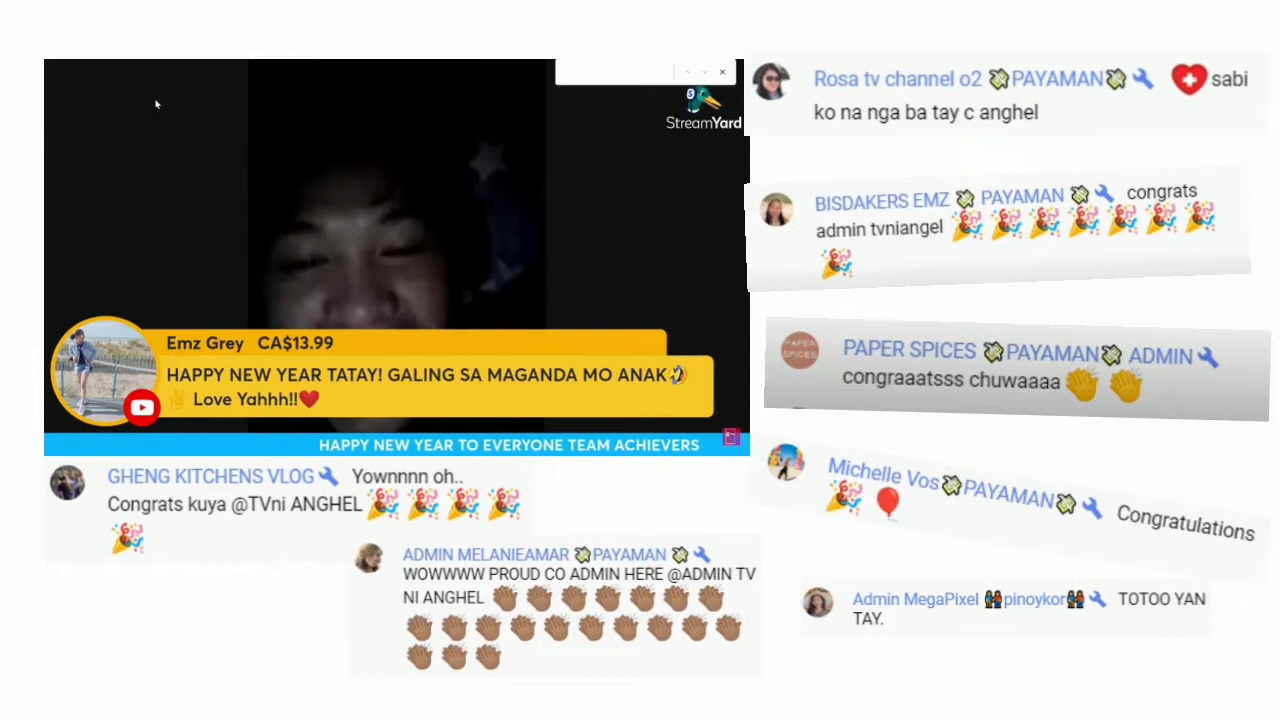 StreamYard
Emz Grey CA$13.99
HAPPY NEW YEAR TATAY! GALING SA MAGANDA MO ANAK🤣
✌ Love Yahhh!!❤️
HAPPY NEW YEAR TO EVERYONE TEAM ACHIEVERS
Rosa tv channel o2 💸PAYAMAN💸 sabi
ko na nga ba tay c anghel
BISDAKERS EMZ 💸 PAYAMAN 💸 congrats
admin tvniangel 🎉🎉🎉🎉🎉🎉🎉
🎉
PAPER SPICES
PAPER SPICES 💸PAYAMAN💸 ADMIN
congraaatsss chuwaaaa 👏 👏
Michelle Vos💸PAYAMAN💸 Congratulations
🎉 🎈
GHENG KITCHENS VLOG Yownnnn oh..
Congrats kuya @TVni ANGHEL 🎉🎉🎉🎉
🎉
ADMIN MELANIEAMAR 💸PAYAMAN 💸
WOWWWW PROUD CO ADMIN HERE @ADMIN TV
NI ANGHEL 👏🏽👏🏽👏🏽👏🏽👏🏽👏🏽👏🏽
👏🏽👏🏽👏🏽👏🏽👏🏽👏🏽👏🏽👏🏽👏🏽👏🏽
👏🏽👏🏽👏🏽
Admin MegaPixel 👭pinoykor👭 TOTOO YAN
TAY.